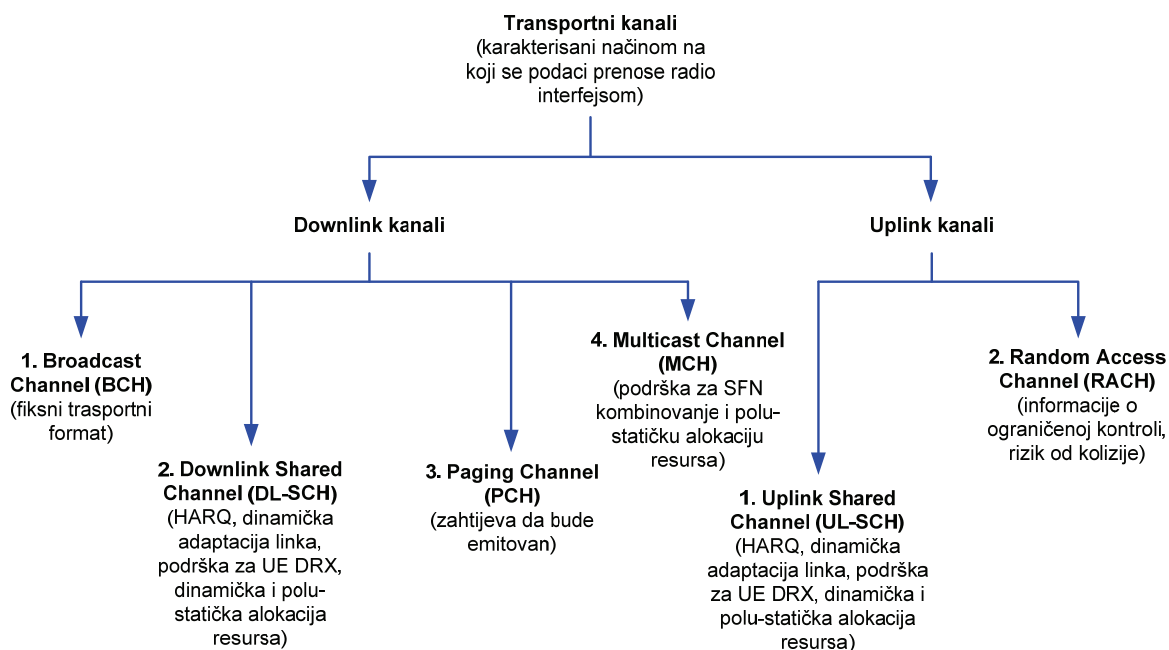 Transportni kanali
(karakterisani načinom na
koji se podaci prenose radio
interfejsom)
Downlink kanali
Uplink kanali
1. Broadcast
Channel (BCH)
(fiksni trasportni
format)
2. Downlink Shared
Channel (DL-SCH)
(HARQ, dinamička
adaptacija linka,
podrška za UE DRX,
dinamička i polu-
statička alokacija
resursa)
3. Paging Channel
(PCH)
(zahtijeva da bude
emitovan)
4. Multicast Channel
(MCH)
(podrška za SFN
kombinovanje i polu-
statičku alokaciju
resursa)
1. Uplink Shared
Channel (UL-SCH)
(HARQ, dinamička
adaptacija linka, podrška
za UE DRX, dinamička i
polu-statička alokacija
resursa)
2. Random Access
Channel (RACH)
(informacije o
ograničenoj kontroli,
rizik od kolizije)